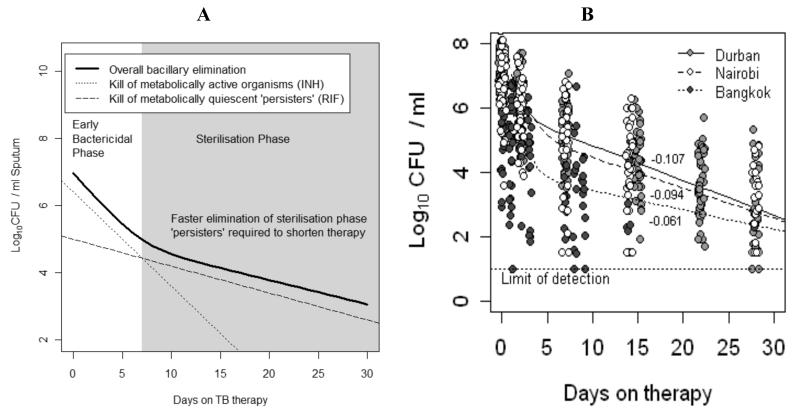 A
10
8
6
4
2
Log10CFU / ml Sputum
Overall bacillary elimination
Kill of metabolically active organisms (INH)
Kill of metabolically quiescent 'persisters' (RIF)
Early
Bactericidal
Phase
Sterilisation Phase
Faster elimination of sterilisation phase
'persisters' required to shorten therapy
0 5 10 15 20 25 30
Days on TB therapy
B
8
6
4
2
0
Log10 CFU / ml
Durban
Nairobi
Bangkok
-0.107
-0.094
-0.061
Limit of detection
0 5 10 15 20 25 30
Days on therapy